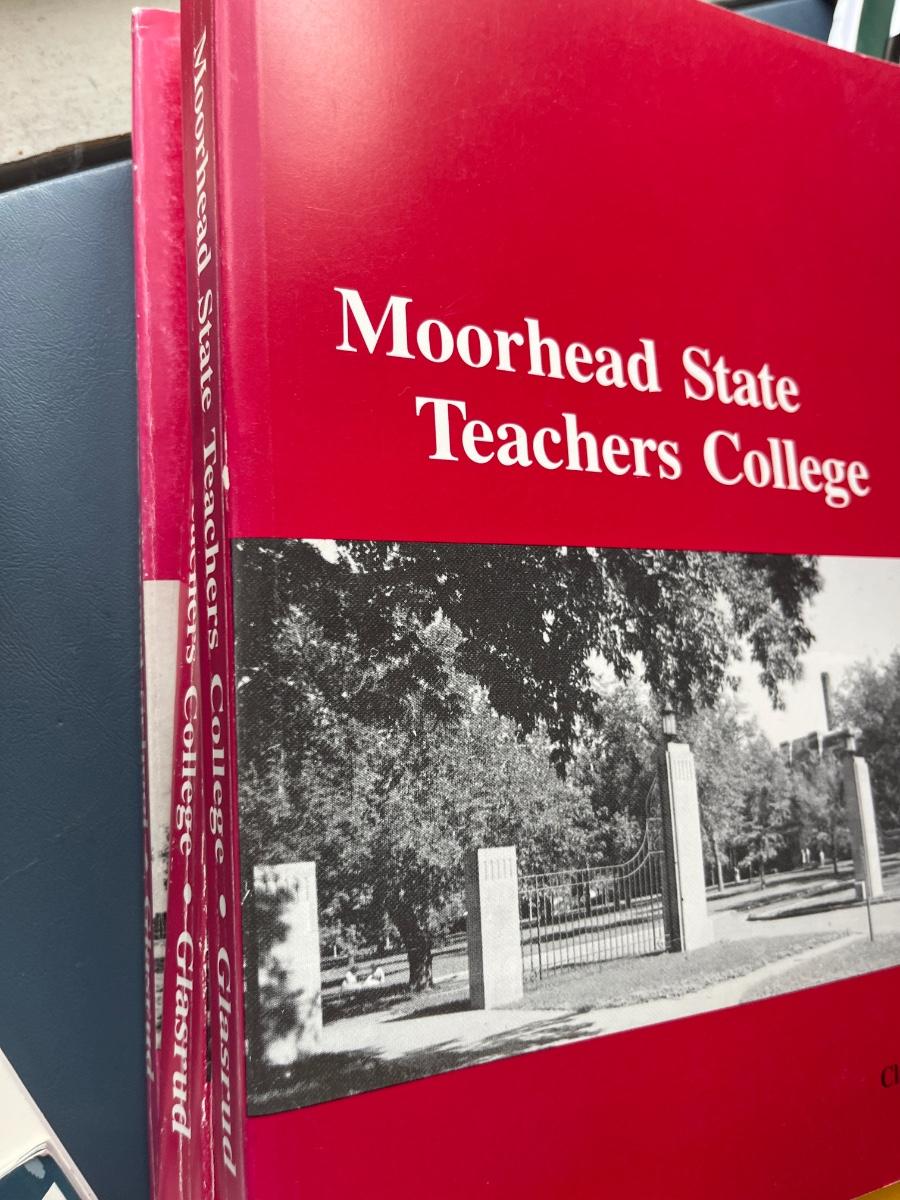 Moorhead State
Teachers College
Moorhead State Teachers College • Glasrud
College • Glasrud